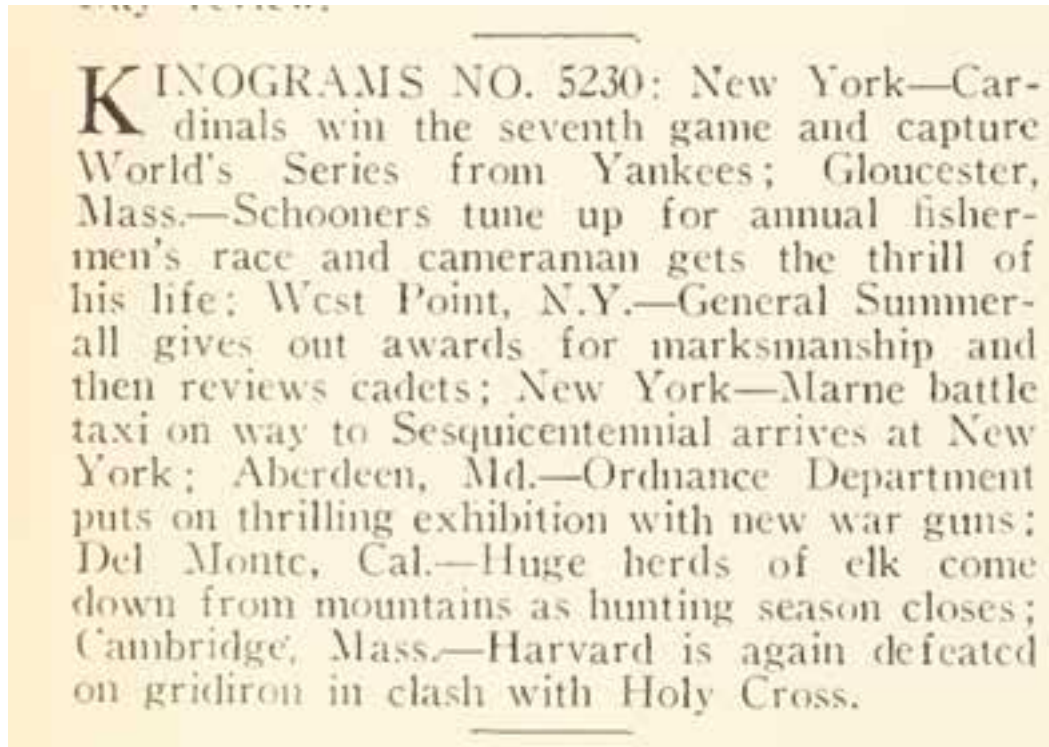 KINOGRAMS NO. 5230: New York—Car-
dinals win the seventh game and capture
World's Series from Yankees; Gloucester,
Mass.—Schooners tune up for annual fisher-
men's race and cameraman gets the thrill of
his life; West Point, N.Y.—General Summer-
all gives out awards for marksmanship and
then reviews cadets; New York—Marne battle
taxi on way to Sesquicentennial arrives at New
York; Aberdeen, Md.—Ordnance Department
puts on thrilling exhibition with new war guns;
Del Monte, Cal.—Huge herds of elk come
down from mountains as hunting season closes;
Cambridge, Mass.—Harvard is again defeated
on gridiron in clash with Holy Cross.